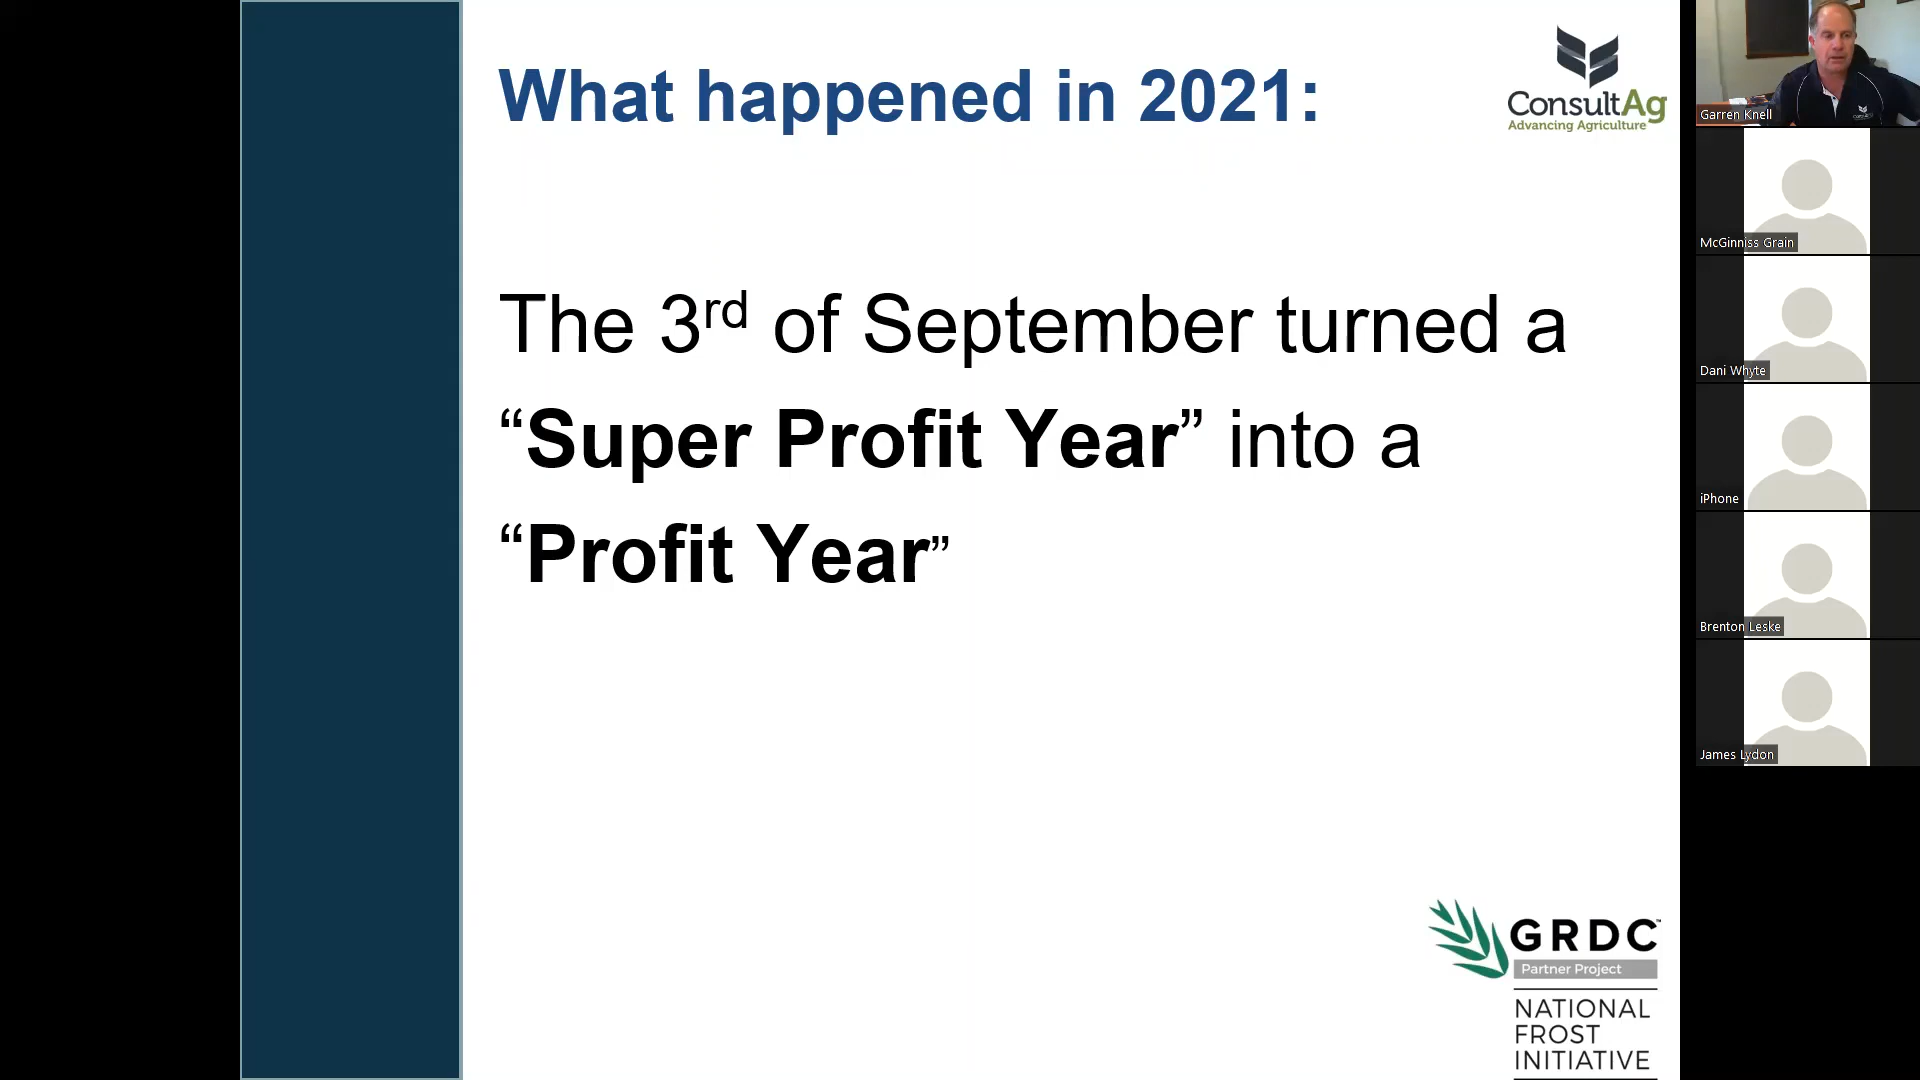 What happened in 2021:
ConsultAg
Advancing Agriculture
The 3rd of September turned a
“Super Profit Year” into a
“Profit Year”
GRDC™
Partner Project
NATIONAL
FROST
INITIATIVE
Garren Knell
McGinniss Grain
Dani Whyte
iPhone
Brenton Leske
James Lydon